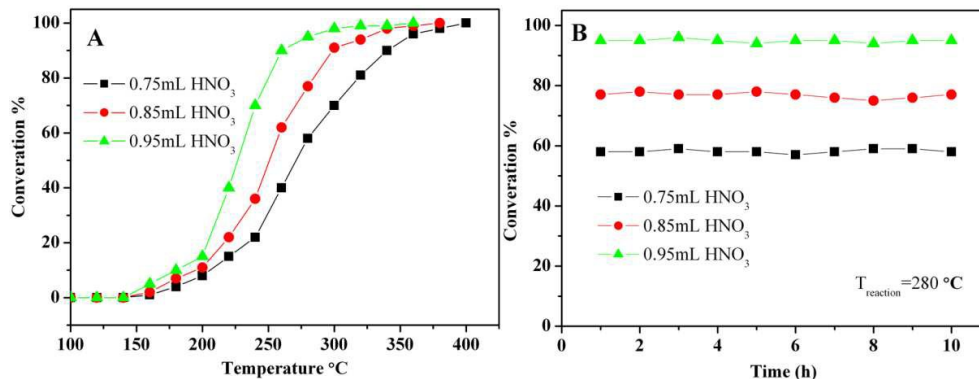 A
0.75mL HNO3
0.85mL HNO3
0.95mL HNO3
Converation %
100
80
60
40
20
0
100 150 200 250 300 350 400
Temperature °C
B
0.75mL HNO3
0.85mL HNO3
0.95mL HNO3
Treaction=280 °C
Converation %
100
80
60
40
20
0
0 2 4 6 8 10
Time (h)